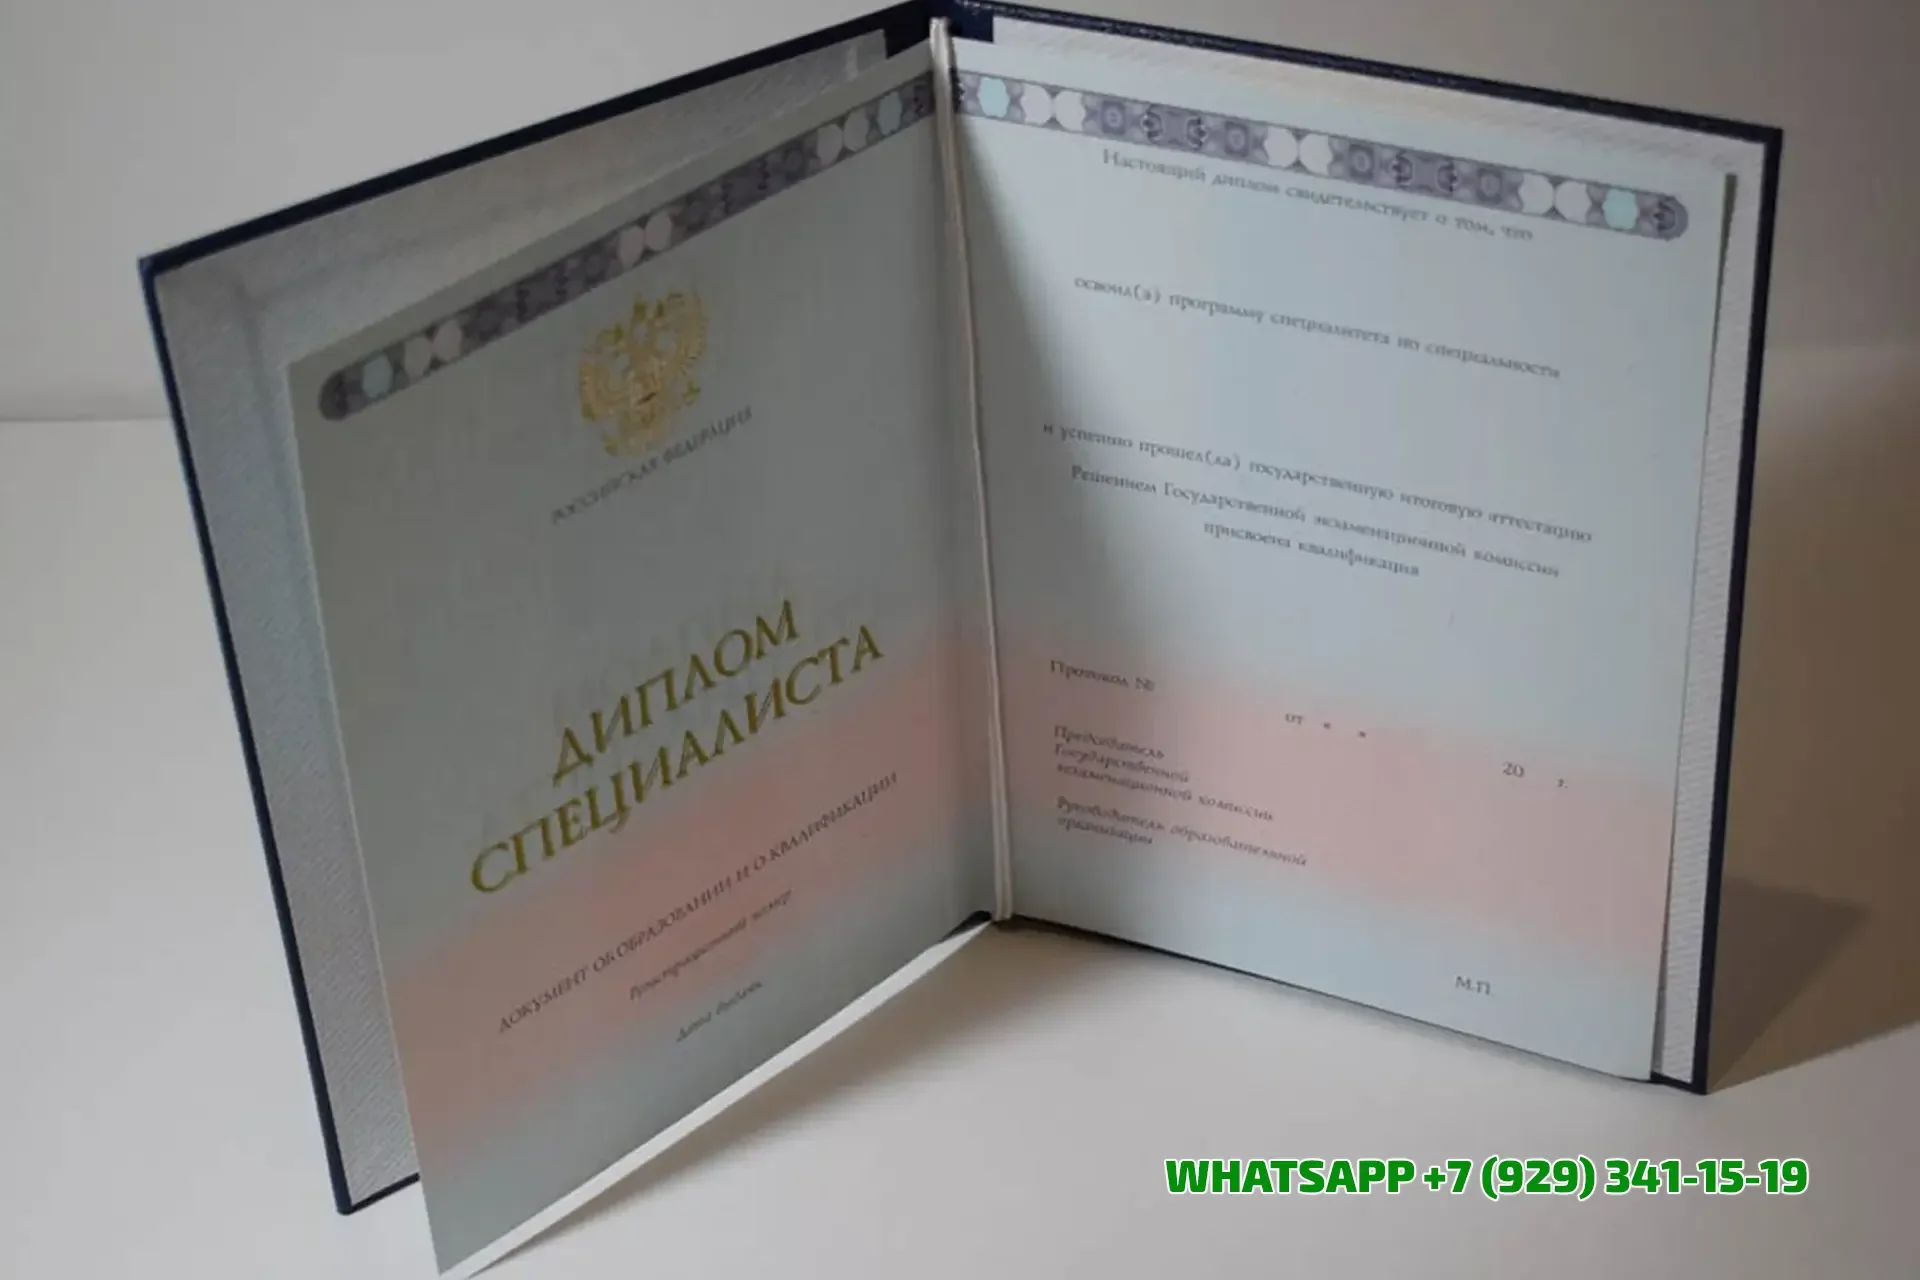 РОССИЙСКАЯ ФЕДЕРАЦИЯ
ДИПЛОМ
СПЕЦИАЛИСТА
ДОКУМЕНТ ОБ ОБРАЗОВАНИИ И О КВАЛИФИКАЦИИ
Регистрационный номер
Дата выдачи
Настоящий диплом свидетельствует о том, что
освоил(а) программу специалитета по специальности
и успешно прошел(ла) государственную итоговую аттестацию
Решением Государственной экзаменационной комиссии
присвоена квалификация
Протокол №
от « »
20 г.
Председатель
Государственной
экзаменационной комиссии
Руководитель образовательной
организации
М.П.
WHATSAPP +7 (929) 341-15-19